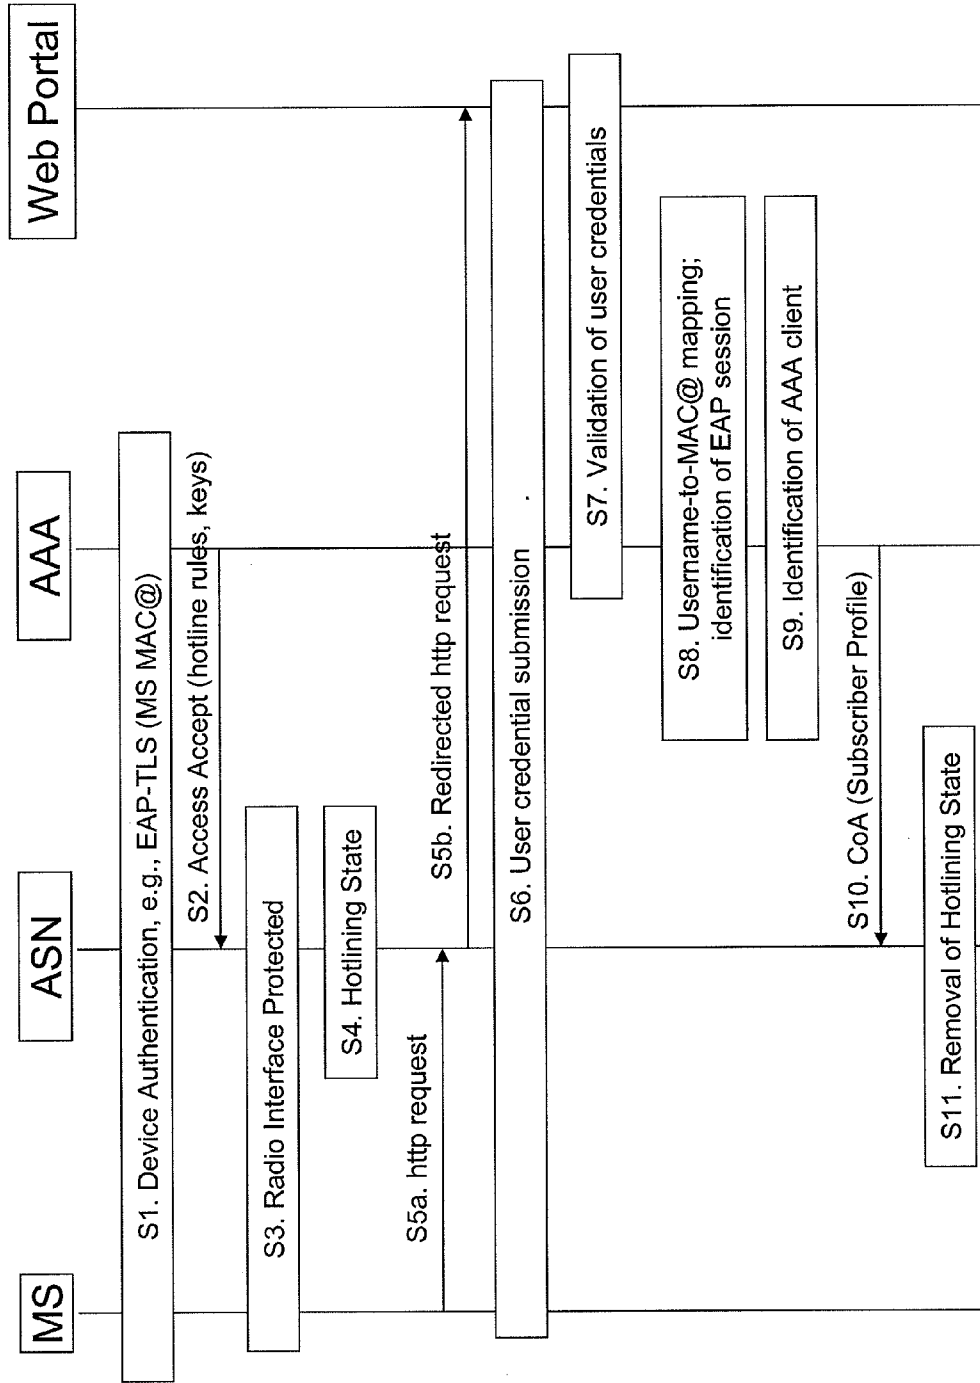 MS
ASN
AAA
Web Portal
S1. Device Authentication, e.g., EAP-TLS (MS MAC@)
S2. Access Accept (hotline rules, keys)
S3. Radio Interface Protected
S4. Hotlining State
S5a. http request
S5b. Redirected http request
S6. User credential submission
S7. Validation of user credentials
S8. Username-to-MAC@ mapping;
identification of EAP session
S9. Identification of AAA client
S10. CoA (Subscriber Profile)
S11. Removal of Hotlining State